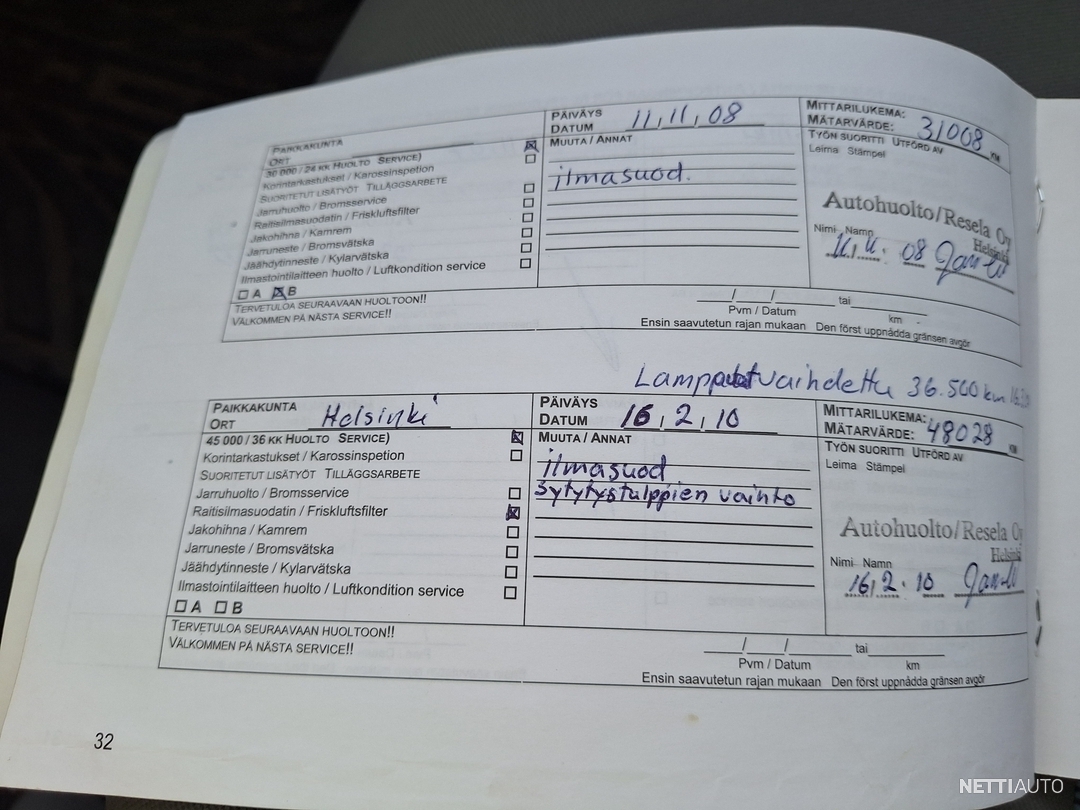 PAIKKAKUNTA
ORT
PÄIVÄYS
DATUM 11, 11, 08
MITTARILUKEMA:
MÄTARVÄRDE: 31008 KM
30 000 / 24 KK HUOLTO SERVICE)
Korintarkastukset / Karossinspetion
SUORITETUT LISÄTYÖT TILLÄGGSARBETE
Jarruhuolto / Bromsservice
Raitisilmasuodatin / Friskluftsfilter
Jakohihna / Kamrem
Jarruneste / Bromsvätska
Jäähdytinneste / Kylarvätska
Ilmastointilaitteen huolto / Luftkondition service
A B
MUUTA / ANNAT
ilmasuod.
TYÖN SUORITTI UTFÖRD AV
Leima Stämpel
Autohuolto/Resela Oy
Helsinki
Nimi Namn
11.11. 08
TERVETULOA SEURAAVAAN HUOLTOON!!
VÄLKOMMEN PÅ NÄSTA SERVICE!!
/ / tai
Pvm / Datum km
Ensin saavutetun rajan mukaan Den först uppnådda gränsen avgör
vaihdettu 36.500 km
PAIKKAKUNTA
ORT Helsinki
PÄIVÄYS
DATUM 16, 2, 10
MITTARILUKEMA:
MÄTARVÄRDE: 48028 KM
45 000 / 36 KK HUOLTO SERVICE)
Korintarkastukset / Karossinspetion
SUORITETUT LISÄTYÖT TILLÄGGSARBETE
Jarruhuolto / Bromsservice
Raitisilmasuodatin / Friskluftsfilter
Jakohihna / Kamrem
Jarruneste / Bromsvätska
Jäähdytinneste / Kylarvätska
Ilmastointilaitteen huolto / Luftkondition service
A B
MUUTA / ANNAT
ilmasuod
Sytytystulppien vaihto
TYÖN SUORITTI UTFÖRD AV
Leima Stämpel
Autohuolto/Resela Oy
Helsinki
Nimi Namn
16,2. 10
TERVETULOA SEURAAVAAN HUOLTOON!!
VÄLKOMMEN PÅ NÄSTA SERVICE!!
/ / tai
Pvm / Datum km
Ensin saavutetun rajan mukaan Den först uppnådda gränsen avgör
32
NETTIAUTO